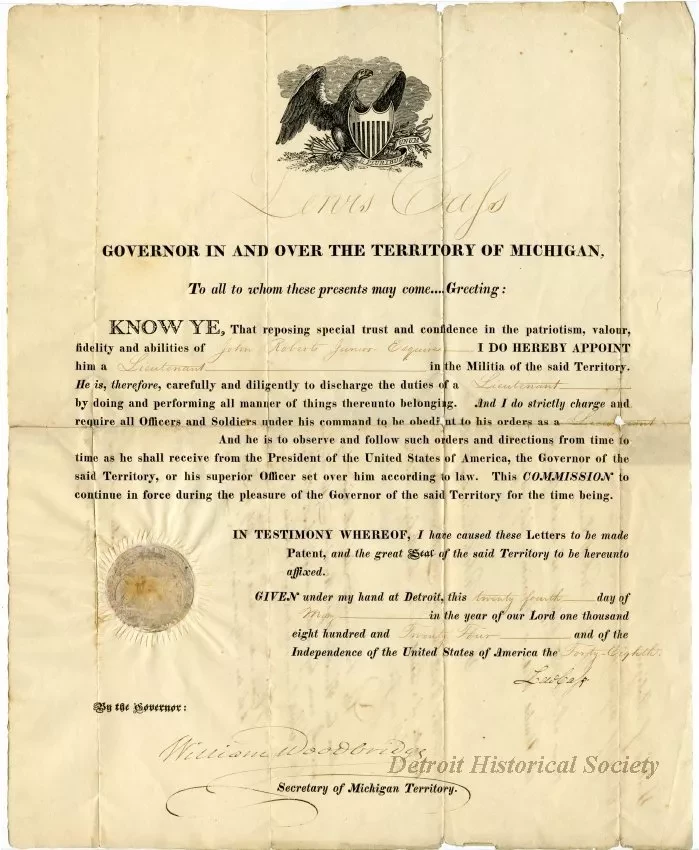 UNUM
E PLURIBUS
Lewis Cass
GOVERNOR IN AND OVER THE TERRITORY OF MICHIGAN,
To all to whom these presents may come....Greeting:
KNOW YE, That reposing special trust and confidence in the patriotism, valour,
fidelity and abilities of John Roberts Junior Esquire I DO HEREBY APPOINT
him a Lieutenant in the Militia of the said Territory.
He is, therefore, carefully and diligently to discharge the duties of a Lieutenant
by doing and performing all manner of things thereunto belonging. And I do strictly charge and
require all Officers and Soldiers under his command to be obedient to his orders as a Lieutenant
And he is to observe and follow such orders and directions from time to
time as he shall receive from the President of the United States of America, the Governor of the
said Territory, or his superior Officer set over him according to law. This COMMISSION to
continue in force during the pleasure of the Governor of the said Territory for the time being.
IN TESTIMONY WHEREOF, I have caused these Letters to be made
Patent, and the great Seal of the said Territory to be hereunto
affixed.
GIVEN under my hand at Detroit, this twenty fourth day of
May in the year of our Lord one thousand
eight hundred and Twenty Four and of the
Independence of the United States of America the Forty-Eighth.
Lew Cass
By the Governor:
William Woodbridge
Detroit Historical Society
Secretary of Michigan Territory.